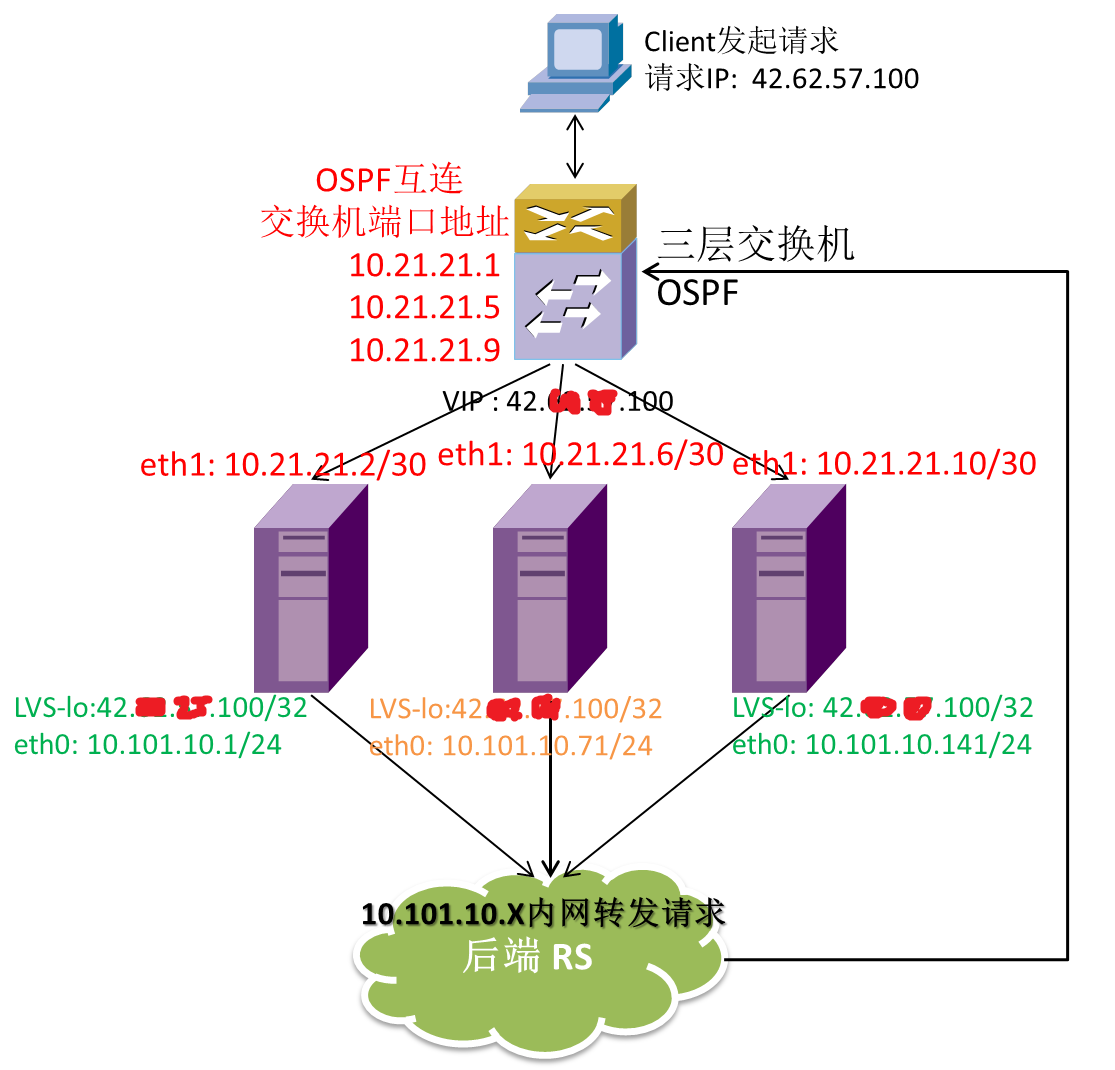 Client发起请求
请求IP: 42.62.57.100
OSPF互连
交换机端口地址
10.21.21.1
10.21.21.5
10.21.21.9
三层交换机
OSPF
VIP : 42. .100
eth1: 10.21.21.2/30
eth1: 10.21.21.6/30
eth1: 10.21.21.10/30
LVS-lo:42. .100/32
eth0: 10.101.10.1/24
LVS-lo:42. .100/32
eth0: 10.101.10.71/24
LVS-lo: 42. .100/32
eth0: 10.101.10.141/24
10.101.10.X内网转发请求
后端 RS